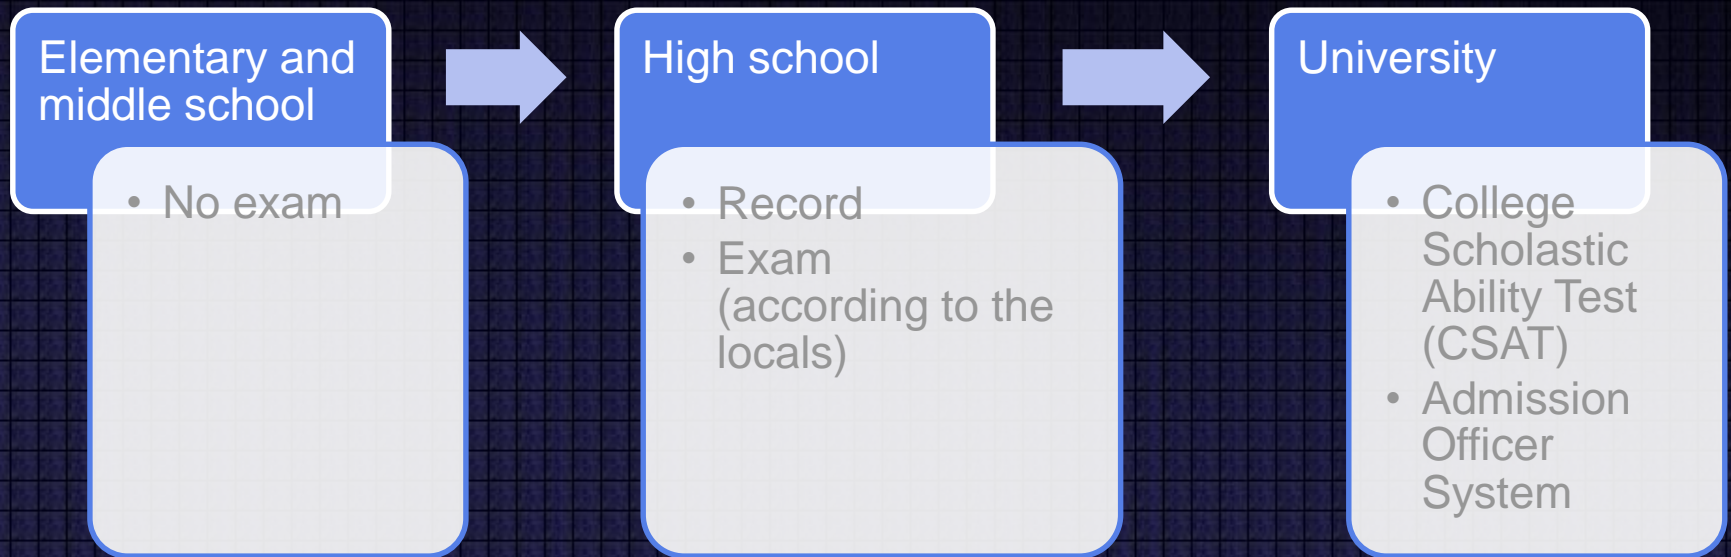 Elementary and
middle school
• No exam
High school
• Record
• Exam
(according to the
locals)
University
• College
Scholastic
Ability Test
(CSAT)
• Admission
Officer
System